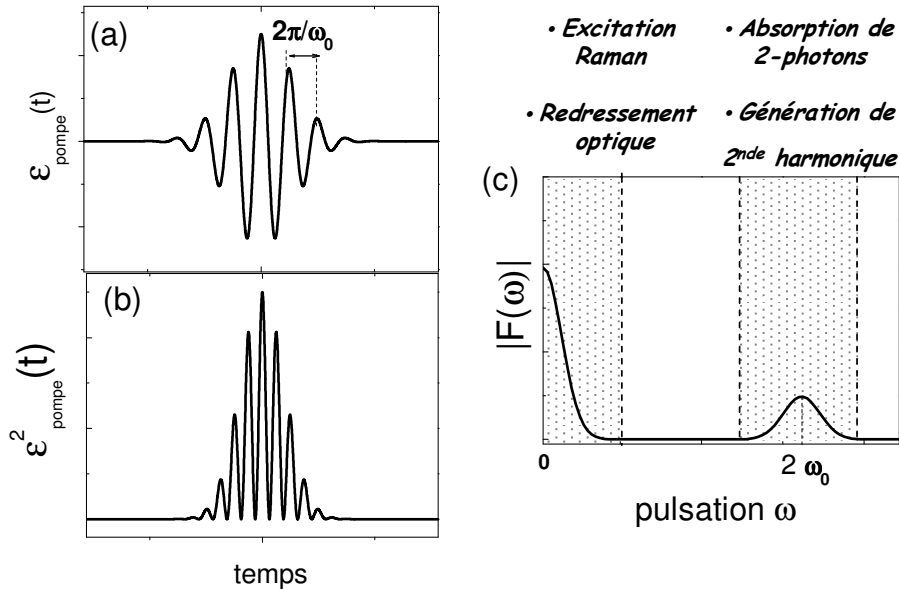 (a)
2π/ω₀
ε pompe (t)
(b)
ε² pompe (t)
temps
• Excitation
Raman
• Absorption de
2-photons
• Redressement
optique
• Génération de
2nde harmonique
(c)
|F(ω)|
0
2 ω₀
pulsation ω